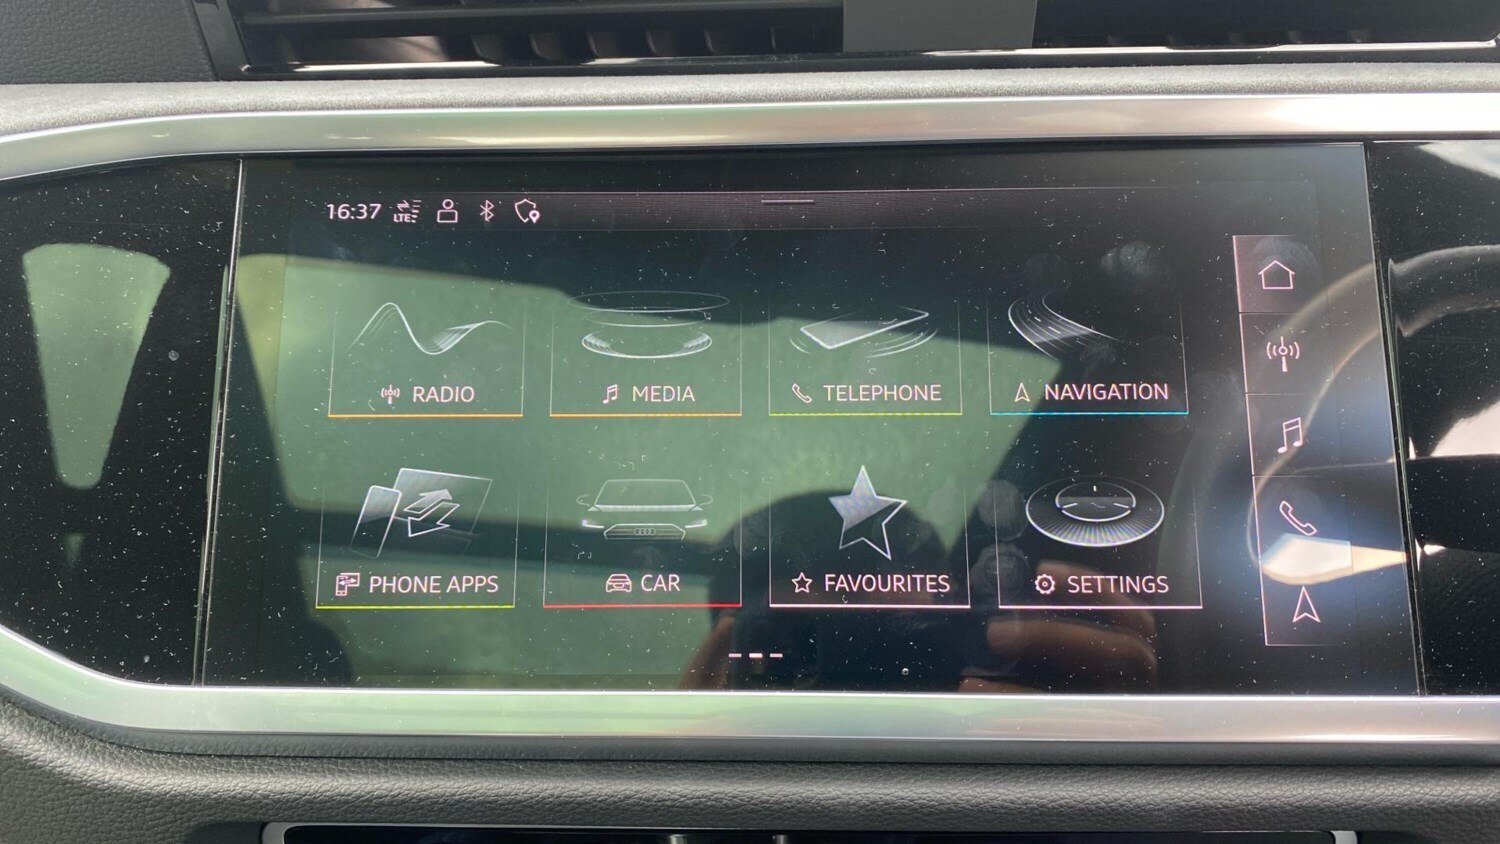 16:37 LTE
RADIO
MEDIA
TELEPHONE
NAVIGATION
PHONE APPS
CAR
FAVOURITES
SETTINGS